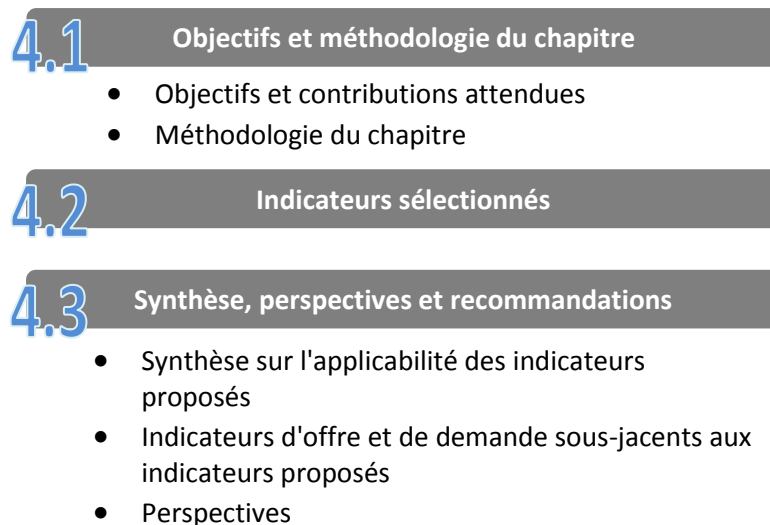 4.1 Objectifs et méthodologie du chapitre
• Objectifs et contributions attendues
• Méthodologie du chapitre
4.2 Indicateurs sélectionnés
4.3 Synthèse, perspectives et recommandations
• Synthèse sur l'applicabilité des indicateurs
proposés
• Indicateurs d'offre et de demande sous-jacents aux
indicateurs proposés
• Perspectives